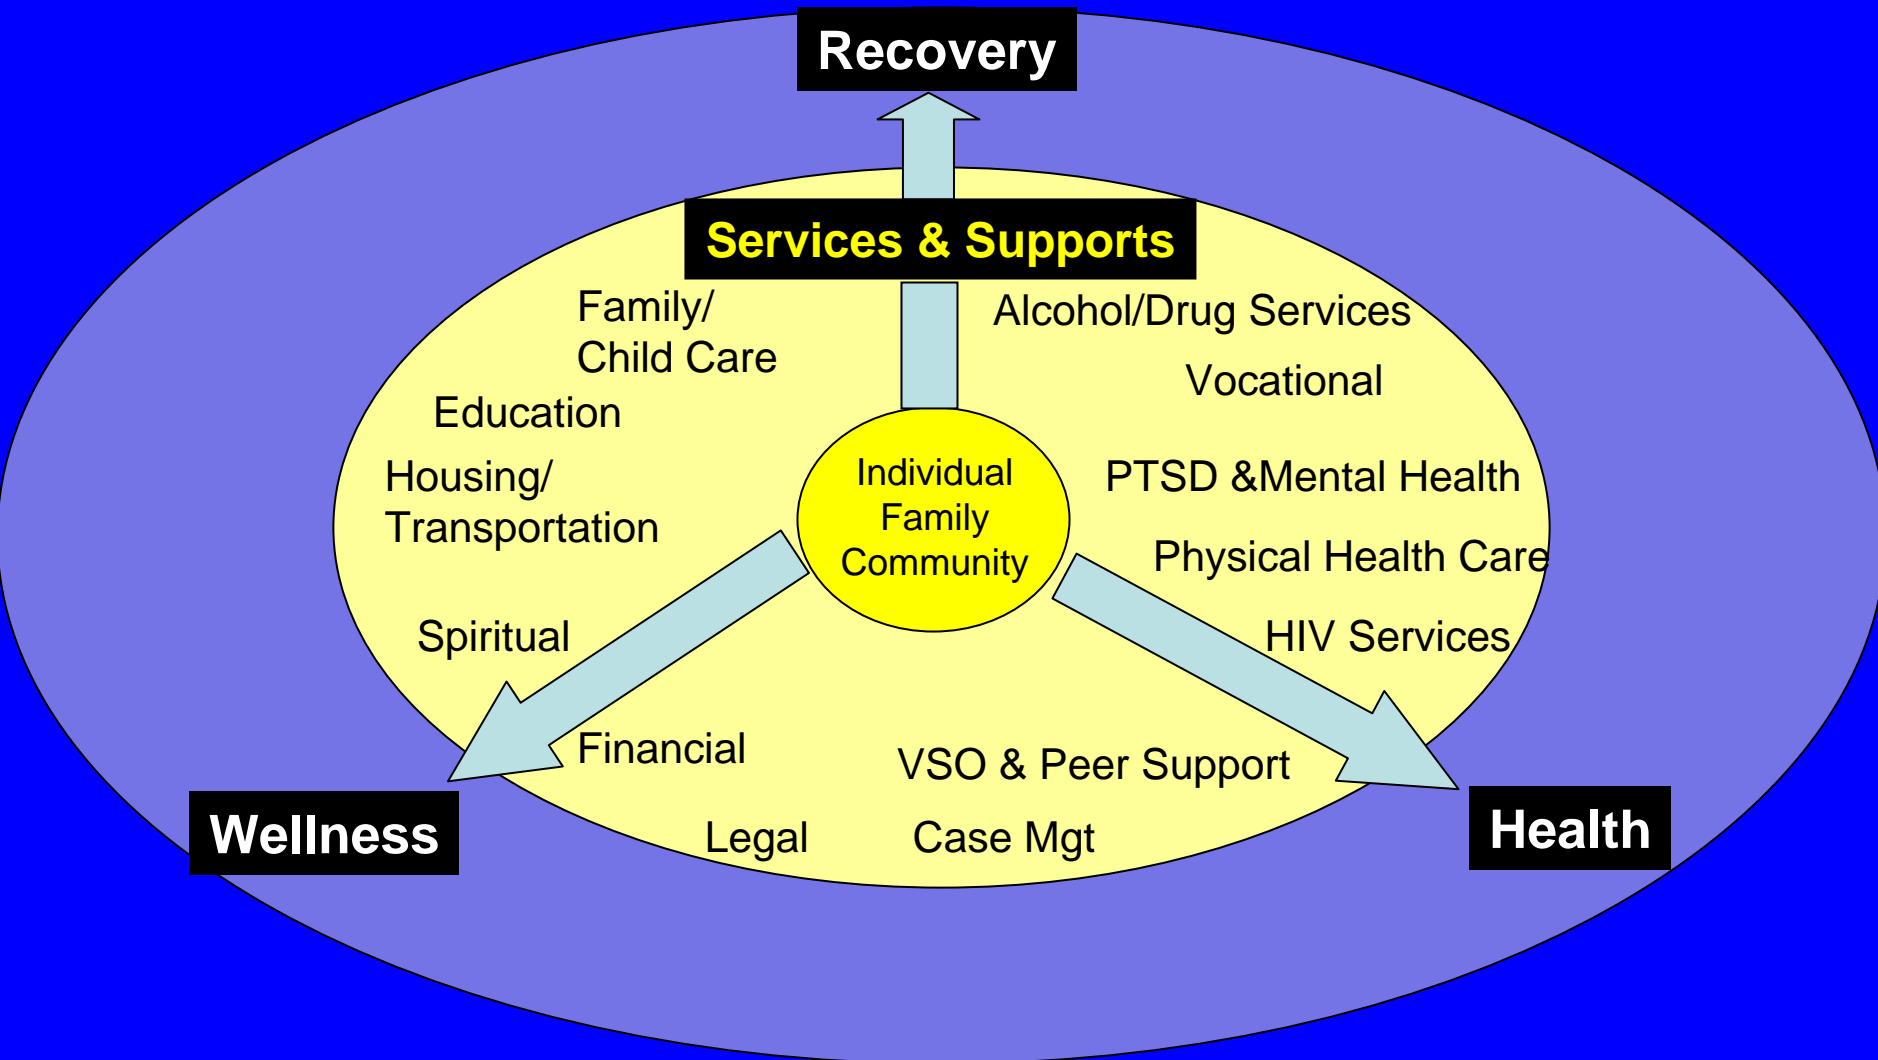 Recovery
Services & Supports
Family/
Child Care
Alcohol/Drug Services
Vocational
Education
Housing/
Transportation
Individual
Family
Community
PTSD &Mental Health
Physical Health Care
Spiritual
HIV Services
Financial
VSO & Peer Support
Legal
Case Mgt
Wellness
Health